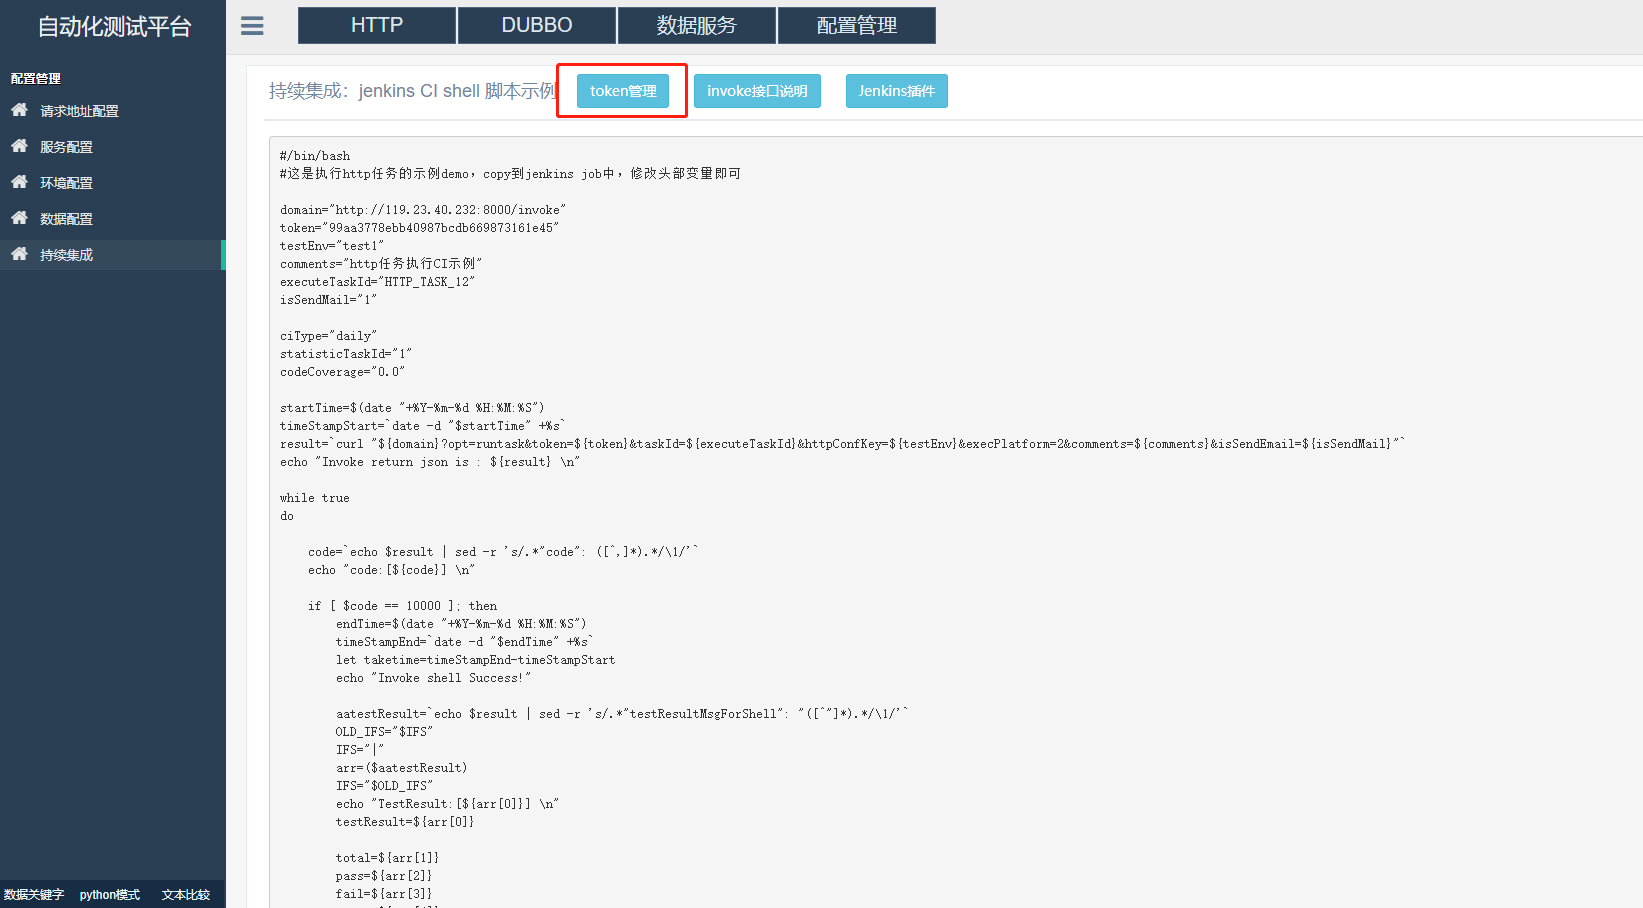 自动化测试平台
HTTP
DUBBO
数据服务
配置管理
配置管理
请求地址配置
服务配置
环境配置
数据配置
持续集成
持续集成：jenkins CI shell 脚本示例
token管理
invoke接口说明
Jenkins插件
#/bin/bash
#这是执行http任务的示例demo，copy到jenkins job中，修改头部变量即可
domain="http://119.23.40.232:8000/invoke"
token="99aa3778ebb40987bcdb669873161e45"
testEnv="test1"
comments="http任务执行CI示例"
executeTaskId="HTTP_TASK_12"
isSendMail="1"
ciType="daily"
statisticTaskId="1"
codeCoverage="0.0"
startTime=$(date "+%Y-%m-%d %H:%M:%S")
timeStampStart=`date -d "$startTime" +%s`
result=`curl "${domain}?opt=runtask&token=${token}&taskId=${executeTaskId}&httpConfKey=${testEnv}&execPlatform=2&comments=${comments}&isSendEmail=${isSendMail}"`
echo "Invoke return json is : ${result} \n"
while true
do
code=`echo $result | sed -r 's/.*"code": ([^,]*).*/\1/'`
echo "code:[${code}] \n"
if [ $code == 10000 ]; then
endTime=$(date "+%Y-%m-%d %H:%M:%S")
timeStampEnd=`date -d "$endTime" +%s`
let taketime=timeStampEnd-timeStampStart
echo "Invoke shell Success!"
aatestResult=`echo $result | sed -r 's/.*"testResultMsgForShell": "([^"]*).*/\1/'`
OLD_IFS="$IFS"
IFS="|"
arr=($aatestResult)
IFS="$OLD_IFS"
echo "TestResult:[${arr[0]}] \n"
testResult=${arr[0]}
total=${arr[1]}
pass=${arr[2]}
fail=${arr[3]}
数据关键字
python模式
文本比较